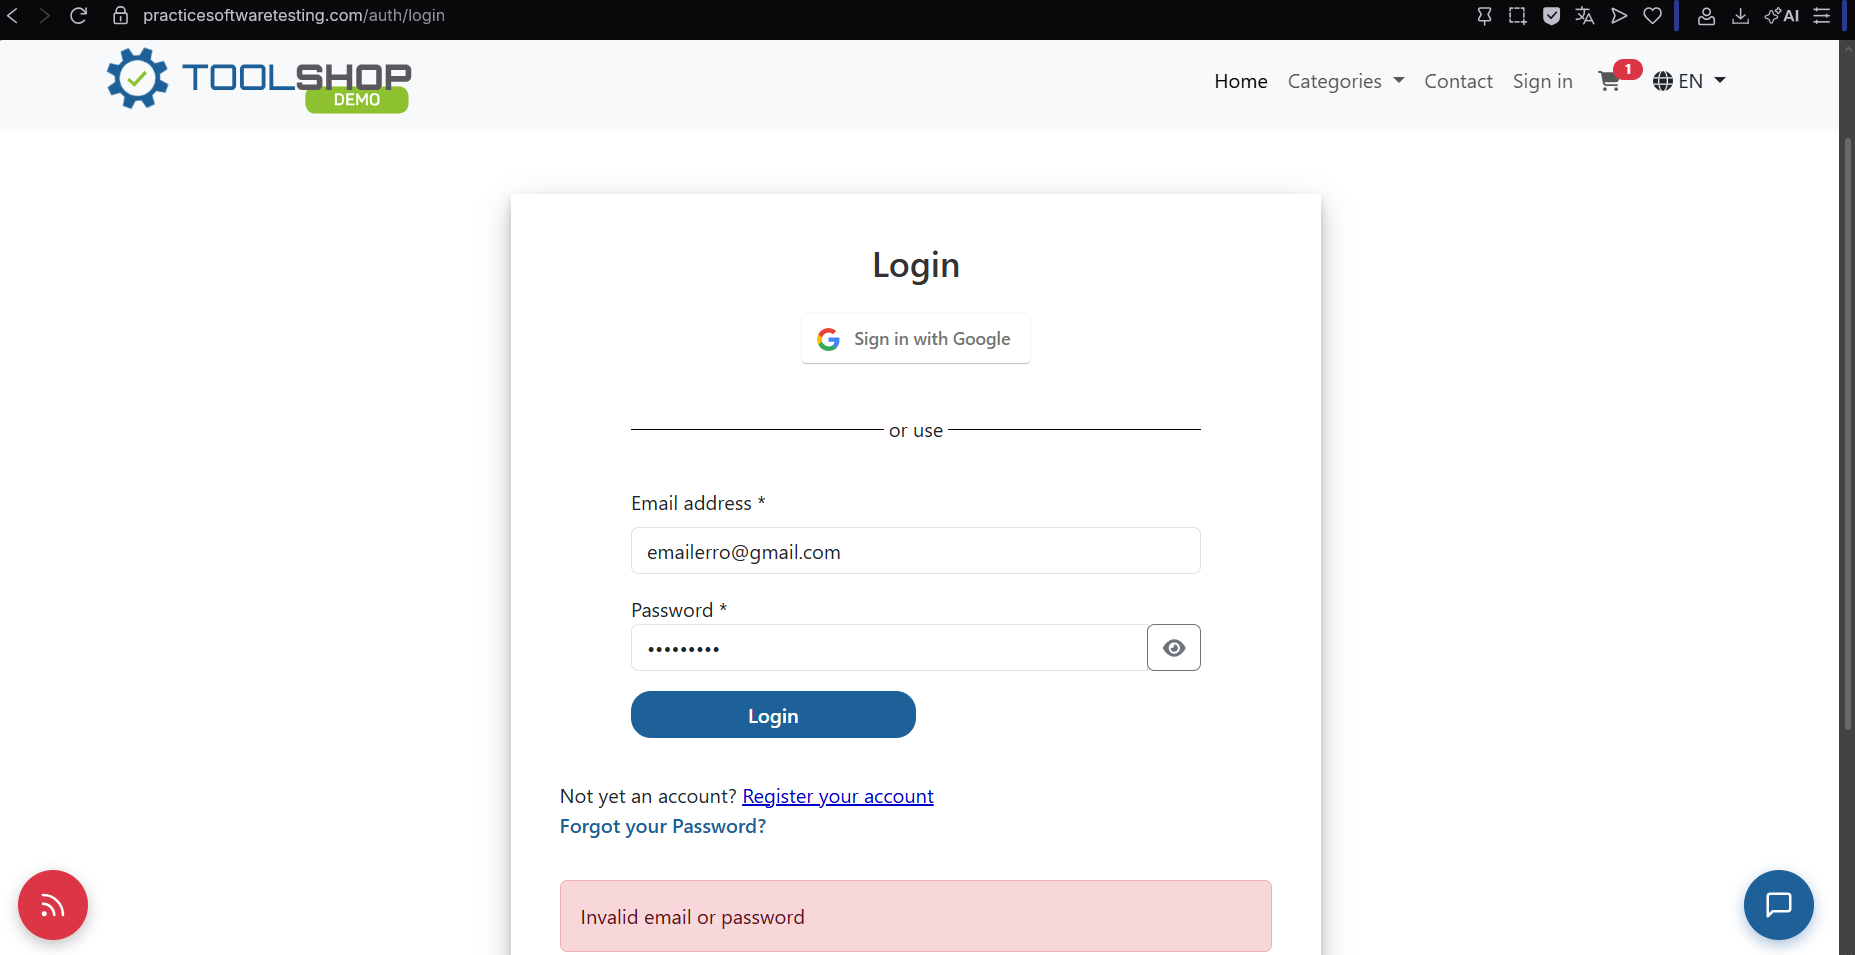 practicesoftwaretesting.com/auth/login
AI
TOOLSHOP
DEMO
Home
Categories
Contact
Sign in
1
EN
Login
Sign in with Google
or use
Email address *
emailerro@gmail.com
Password *
•••••••••
Login
Not yet an account? Register your account
Forgot your Password?
Invalid email or password